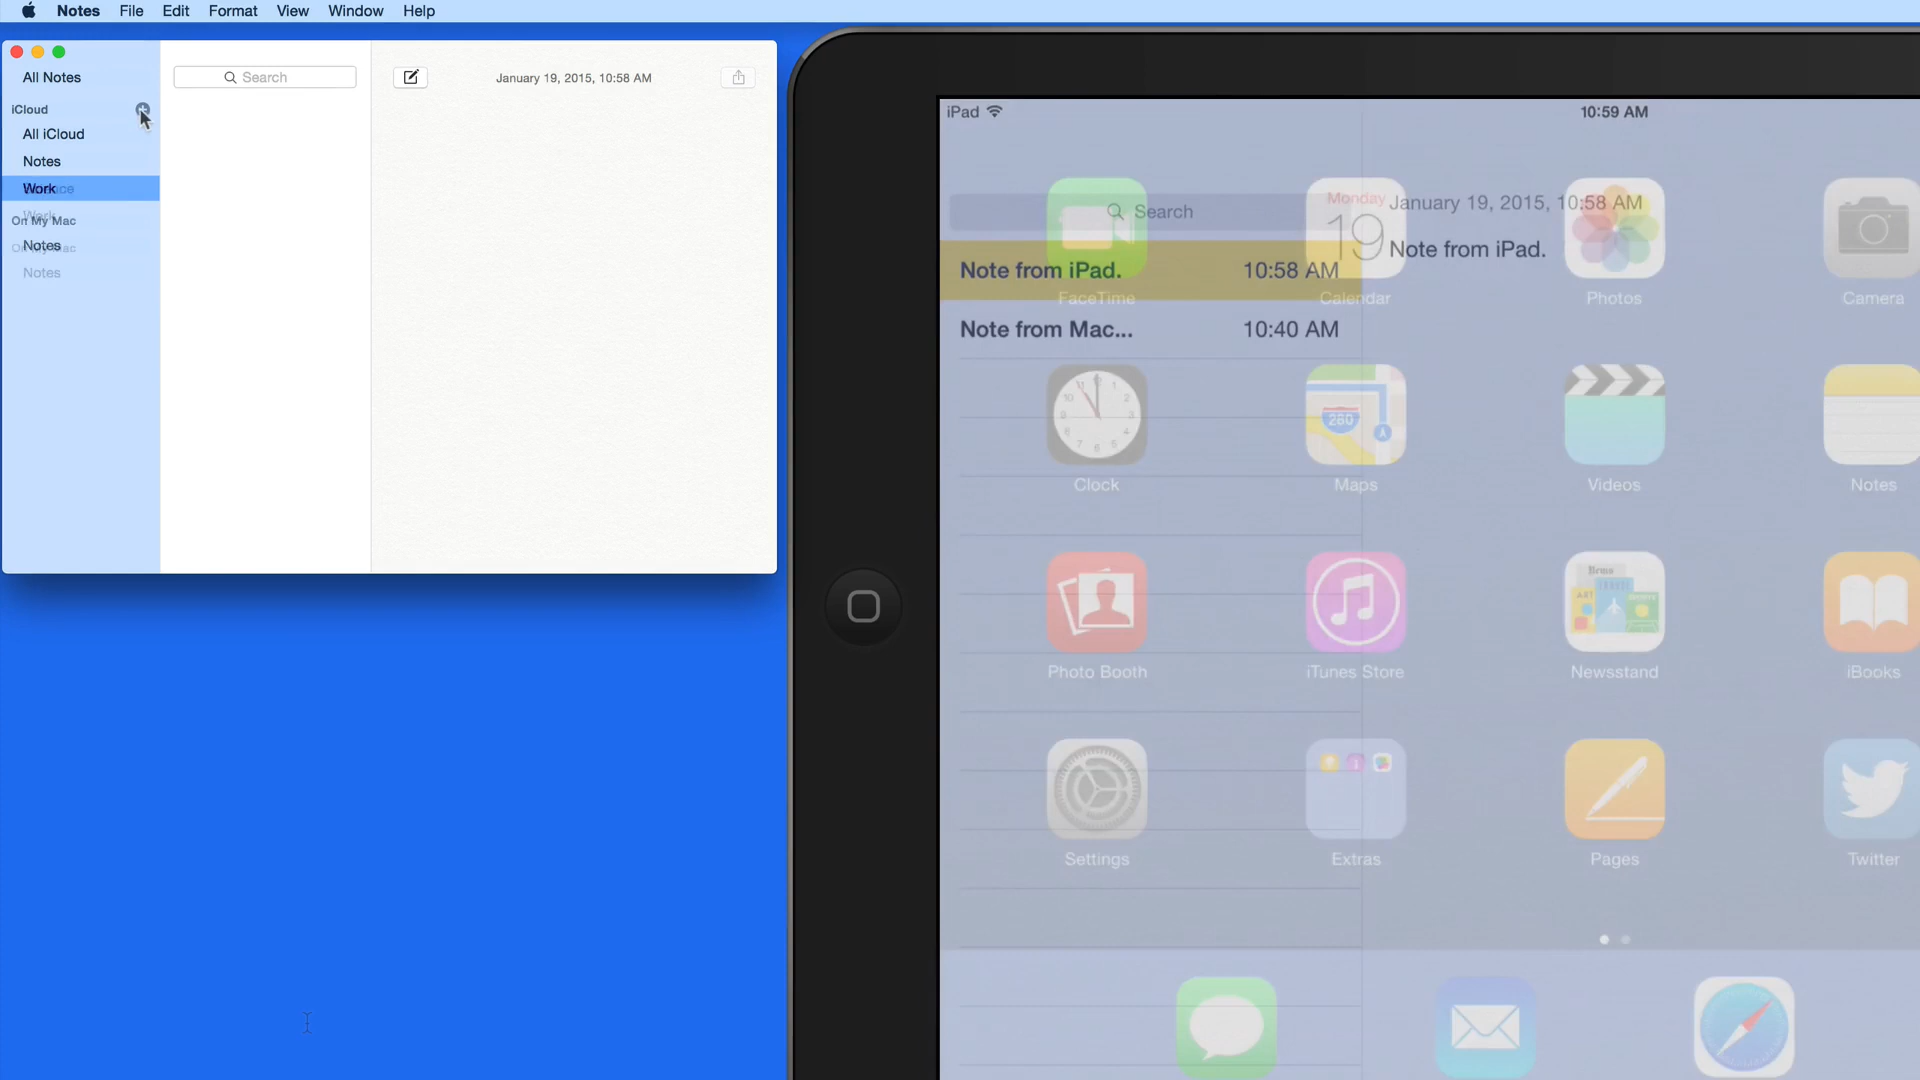 Notes File Edit Format View Window Help
All Notes
iCloud
All iCloud
Notes
Work
On My Mac
Notes
Notes
Search
January 19, 2015, 10:58 AM
iPad
10:59 AM
Search
Note from iPad. 10:58 AM
Note from Mac... 10:40 AM
January 19, 2015, 10:58 AM
Note from iPad.
Monday
19
FaceTime
Calendar
Photos
Camera
Clock
Maps
280
A
Videos
Notes
Photo Booth
iTunes Store
Newsstand
ART
iBooks
Settings
Extras
Pages
Twitter